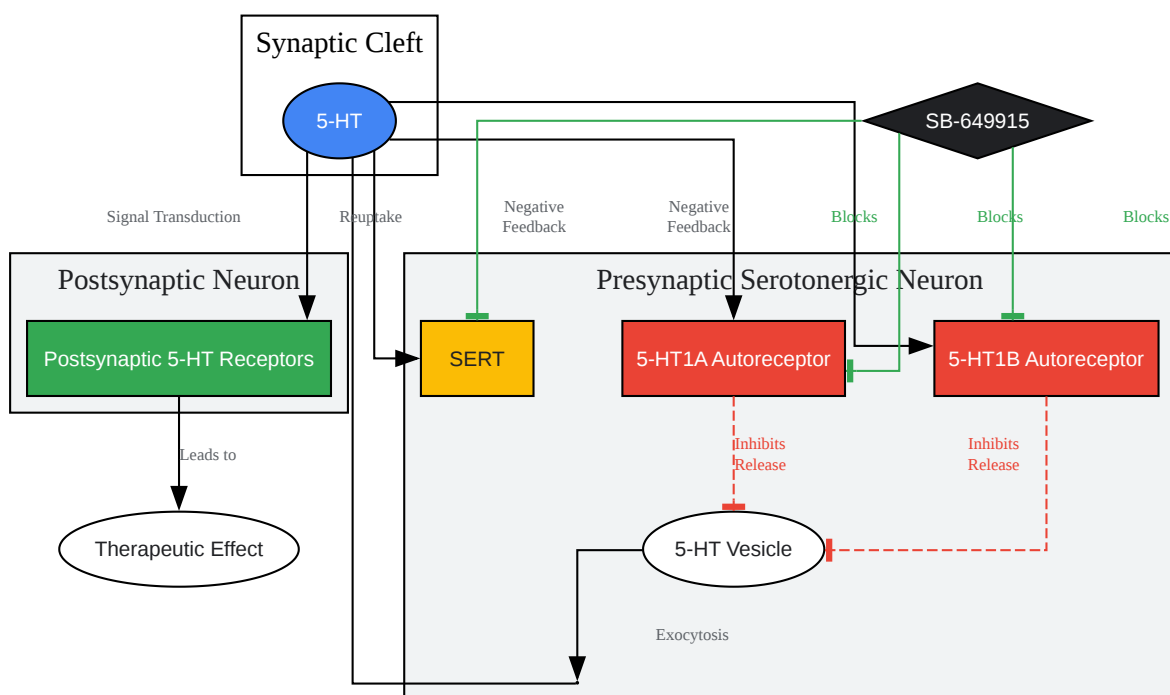 Synaptic Cleft
5-HT
SB-649915
Signal Transduction
Reuptake
Negative
Feedback
Negative
Feedback
Blocks
Blocks
Blocks
Postsynaptic Neuron
Presynaptic Serotonergic Neuron
Postsynaptic 5-HT Receptors
SERT
5-HT1A Autoreceptor
5-HT1B Autoreceptor
Leads to
Inhibits
Release
Inhibits
Release
Therapeutic Effect
5-HT Vesicle
Exocytosis